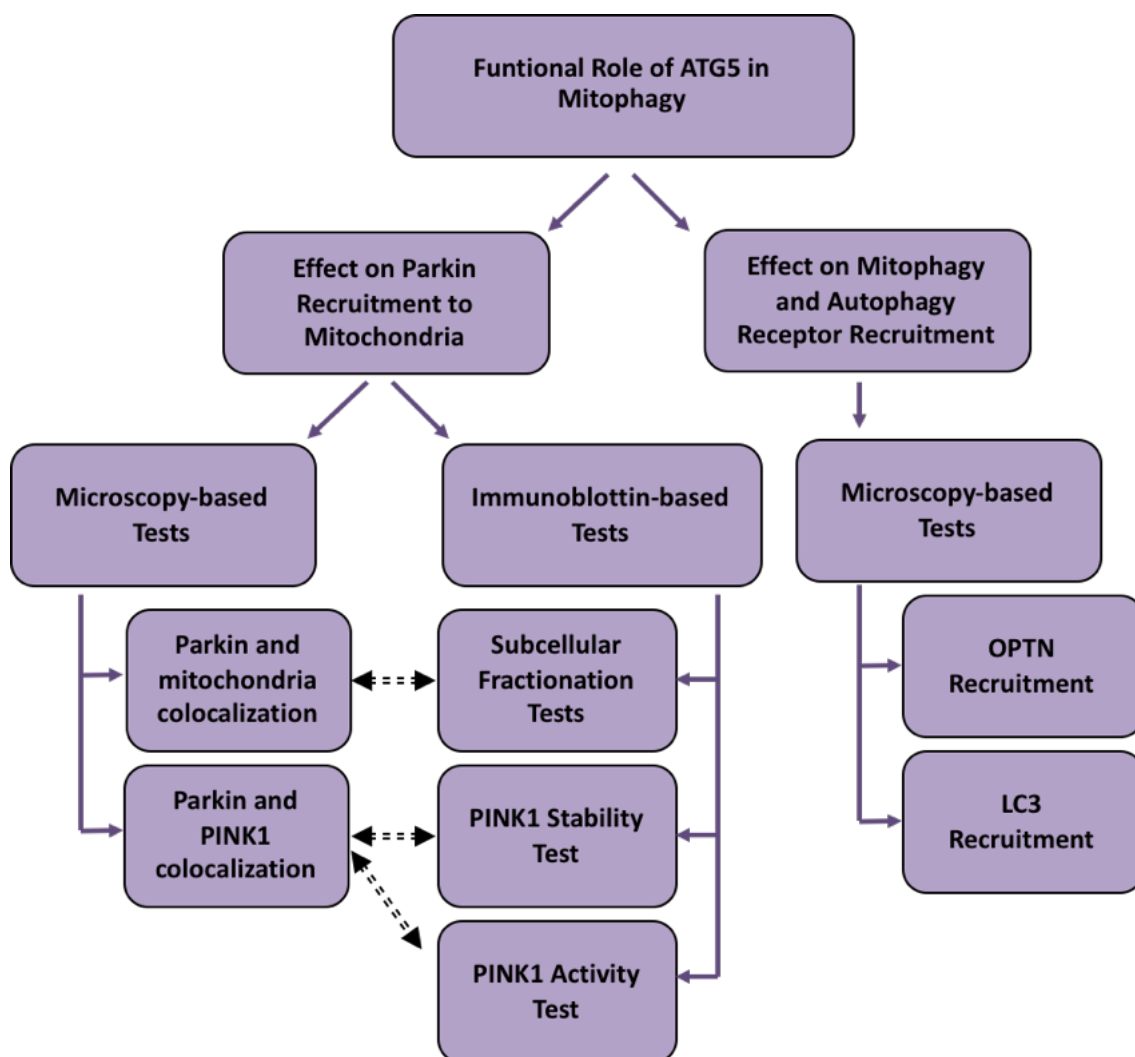 Funtional Role of ATG5 in
Mitophagy
Effect on Parkin
Recruitment to
Mitochondria
Effect on Mitophagy
and Autophagy
Receptor Recruitment
Microscopy-based
Tests
Immunoblottin-based
Tests
Microscopy-based
Tests
Parkin and
mitochondria
colocalization
Subcellular
Fractionation
Tests
OPTN
Recruitment
Parkin and
PINK1
colocalization
PINK1 Stability
Test
LC3
Recruitment
PINK1 Activity
Test